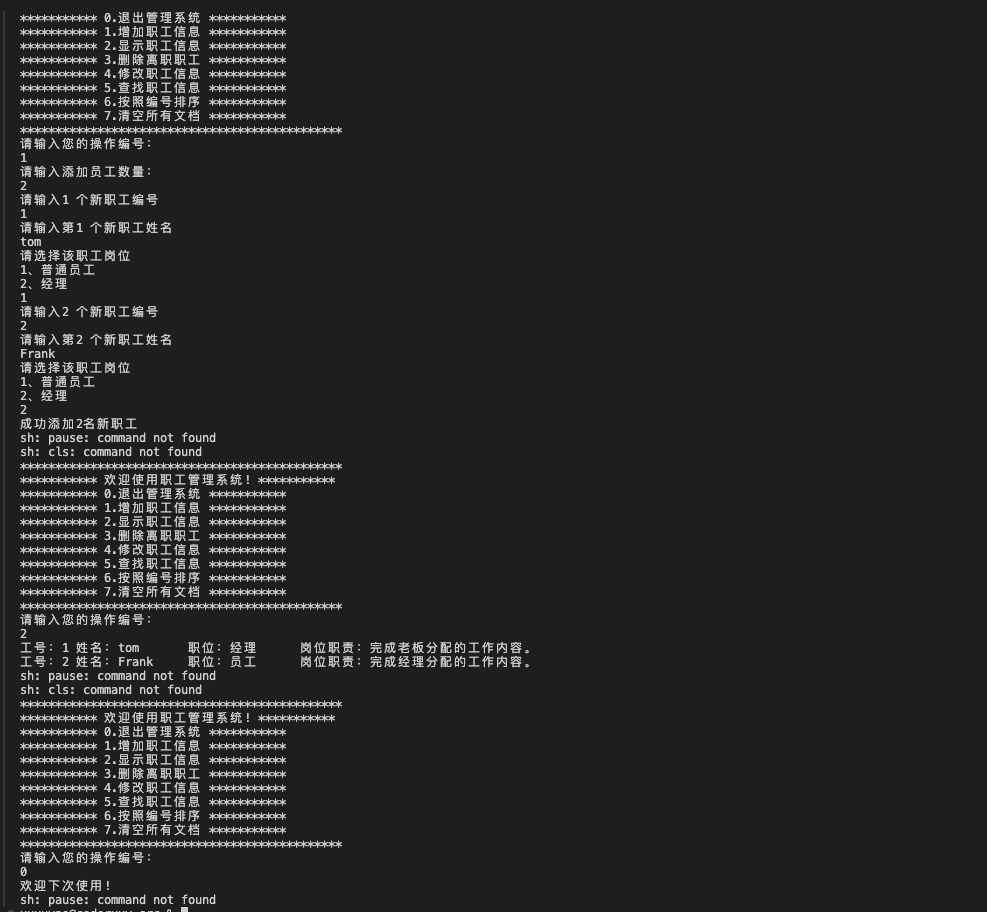 *********** 0.退出管理系统 ***********
*********** 1.增加职工信息 ***********
*********** 2.显示职工信息 ***********
*********** 3.删除离职职工 ***********
*********** 4.修改职工信息 ***********
*********** 5.查找职工信息 ***********
*********** 6.按照编号排序 ***********
*********** 7.清空所有文档 ***********
**********************************************
请输入您的操作编号：
1
请输入添加员工数量：
2
请输入1 个新职工编号
1
请输入第1 个新职工姓名
tom
请选择该职工岗位
1、普通员工
2、经理
1
请输入2 个新职工编号
2
请输入第2 个新职工姓名
Frank
请选择该职工岗位
1、普通员工
2、经理
2
成功添加2名新职工
sh: pause: command not found
sh: cls: command not found
**********************************************
*********** 欢迎使用职工管理系统！***********
*********** 0.退出管理系统 ***********
*********** 1.增加职工信息 ***********
*********** 2.显示职工信息 ***********
*********** 3.删除离职职工 ***********
*********** 4.修改职工信息 ***********
*********** 5.查找职工信息 ***********
*********** 6.按照编号排序 ***********
*********** 7.清空所有文档 ***********
**********************************************
请输入您的操作编号：
2
工号：1 姓名：tom 职位：经理 岗位职责：完成老板分配的工作内容。
工号：2 姓名：Frank 职位：员工 岗位职责：完成经理分配的工作内容。
sh: pause: command not found
sh: cls: command not found
**********************************************
*********** 欢迎使用职工管理系统！***********
*********** 0.退出管理系统 ***********
*********** 1.增加职工信息 ***********
*********** 2.显示职工信息 ***********
*********** 3.删除离职职工 ***********
*********** 4.修改职工信息 ***********
*********** 5.查找职工信息 ***********
*********** 6.按照编号排序 ***********
*********** 7.清空所有文档 ***********
**********************************************
请输入您的操作编号：
0
欢迎下次使用！
sh: pause: command not found